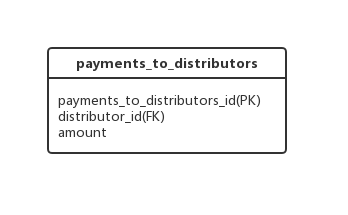 payments_to_distributors
payments_to_distributors_id(PK)
distributor_id(FK)
amount